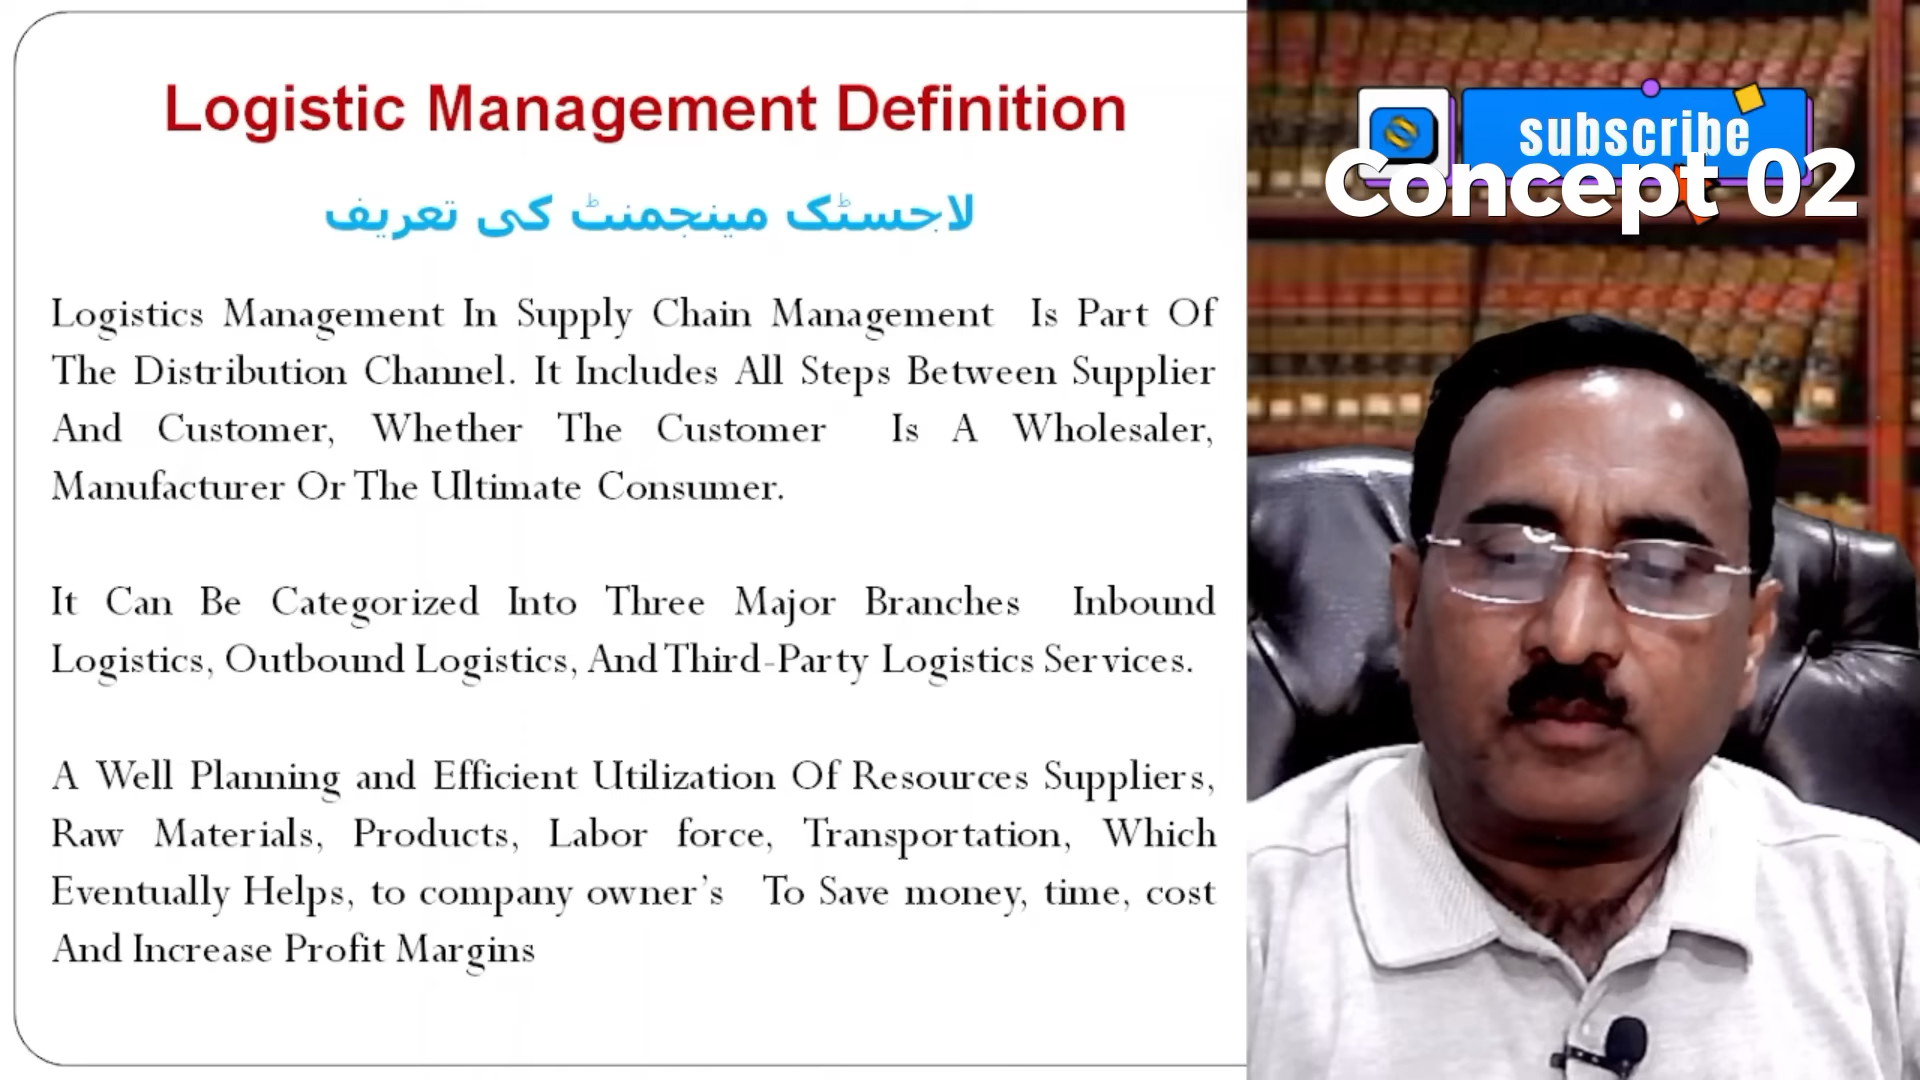 Logistic Management Definition
لاجسٹک مینجمنٹ کی تعریف
Logistics Management In Supply Chain Management Is Part Of
The Distribution Channel. It Includes All Steps Between Supplier
And Customer, Whether The Customer Is A Wholesaler,
Manufacturer Or The Ultimate Consumer.
It Can Be Categorized Into Three Major Branches Inbound
Logistics, Outbound Logistics, And Third-Party Logistics Services.
A Well Planning and Efficient Utilization Of Resources Suppliers,
Raw Materials, Products, Labor force, Transportation, Which
Eventually Helps, to company owner’s To Save money, time, cost
And Increase Profit Margins
subscribe
Concept 02